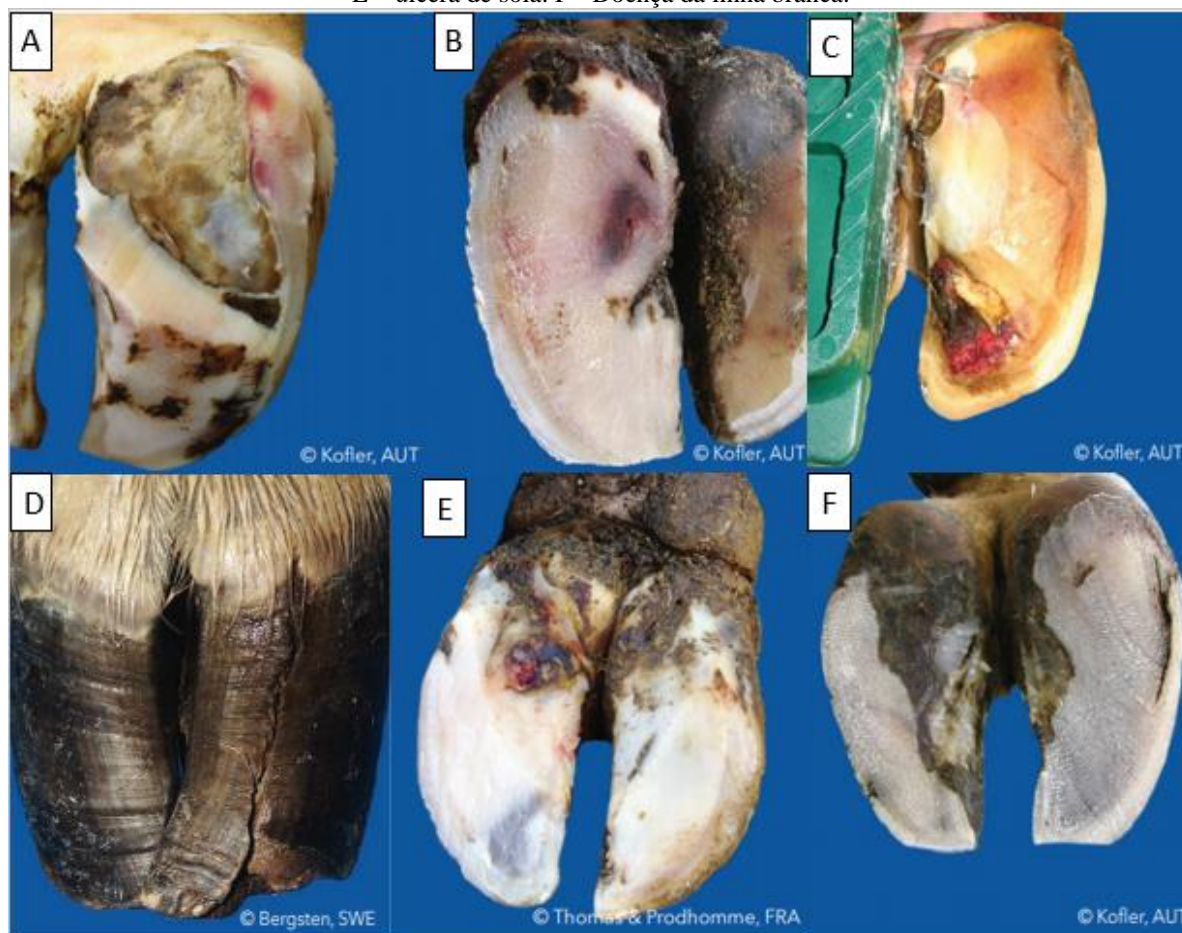 E – úlcera de sola. F – Doença da linha branca.
A
B
C
© Kofler, AUT
© Kofler, AUT
© Kofler, AUT
D
E
F
© Bergsten, SWE
© Thomas & Prodhomme, FRA
© Kofler, AUT